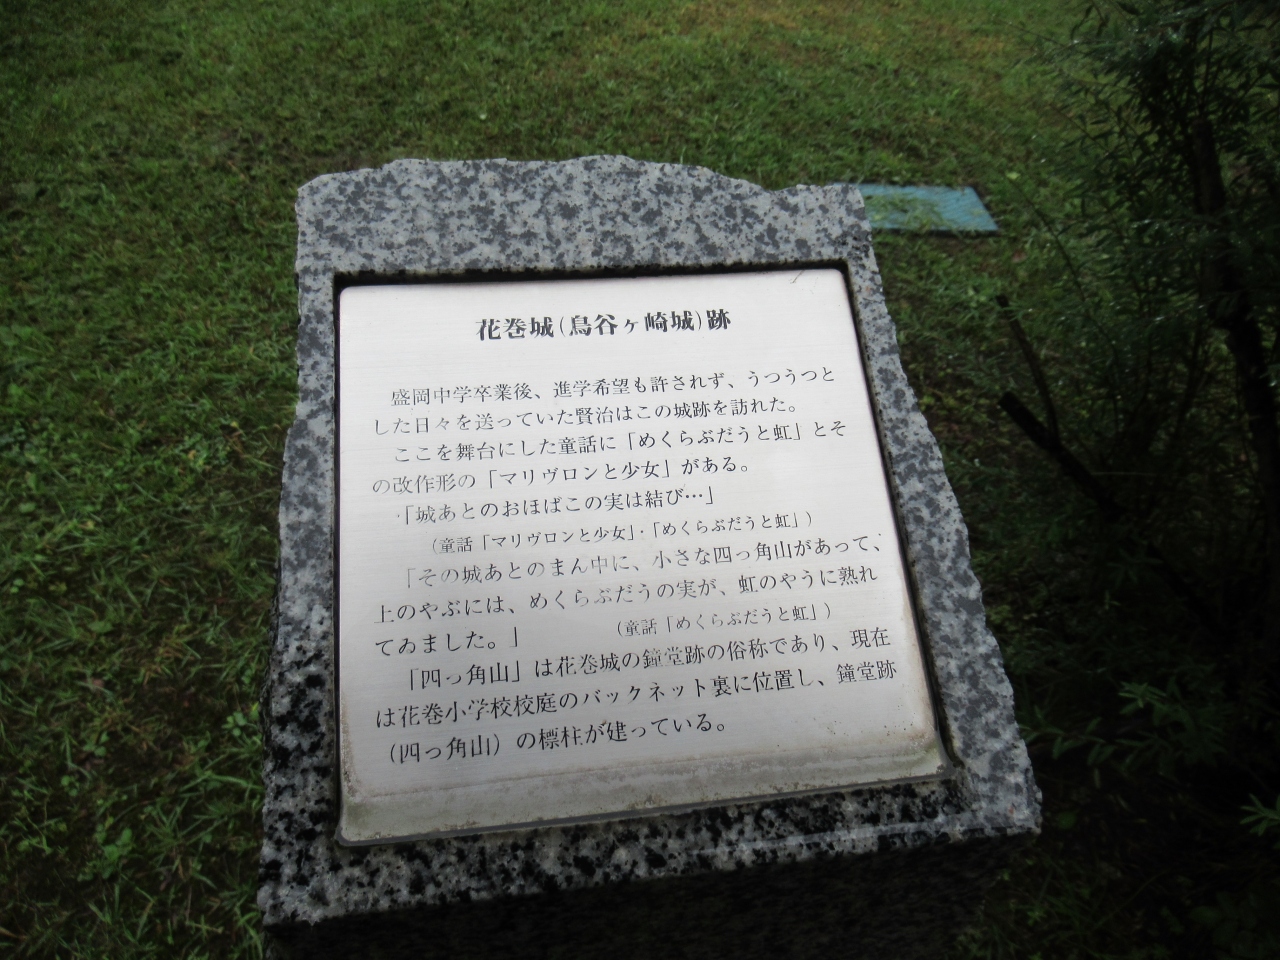 花巻城(鳥谷ヶ崎城)跡
盛岡中学卒業後、進学希望も許されず、うつうつと
した日々を送っていた賢治はこの城跡を訪れた。
ここを舞台にした童話に「めくらぶだうと虹」とそ
の改作形の「マリヴロンと少女」がある。
「城あとのおほばこの実は結び…」
(童話「マリヴロンと少女」・「めくらぶだうと虹」)
「その城あとのまん中に、小さな四っ角山があって、
上のやぶには、めくらぶだうの実が、虹のやうに熟れ
てゐました。」 (童話「めくらぶだうと虹」)
「四っ角山」は花巻城の鐘堂跡の俗称であり、現在
は花巻小学校校庭のバックネット裏に位置し、鐘堂跡
(四っ角山)の標柱が建っている。